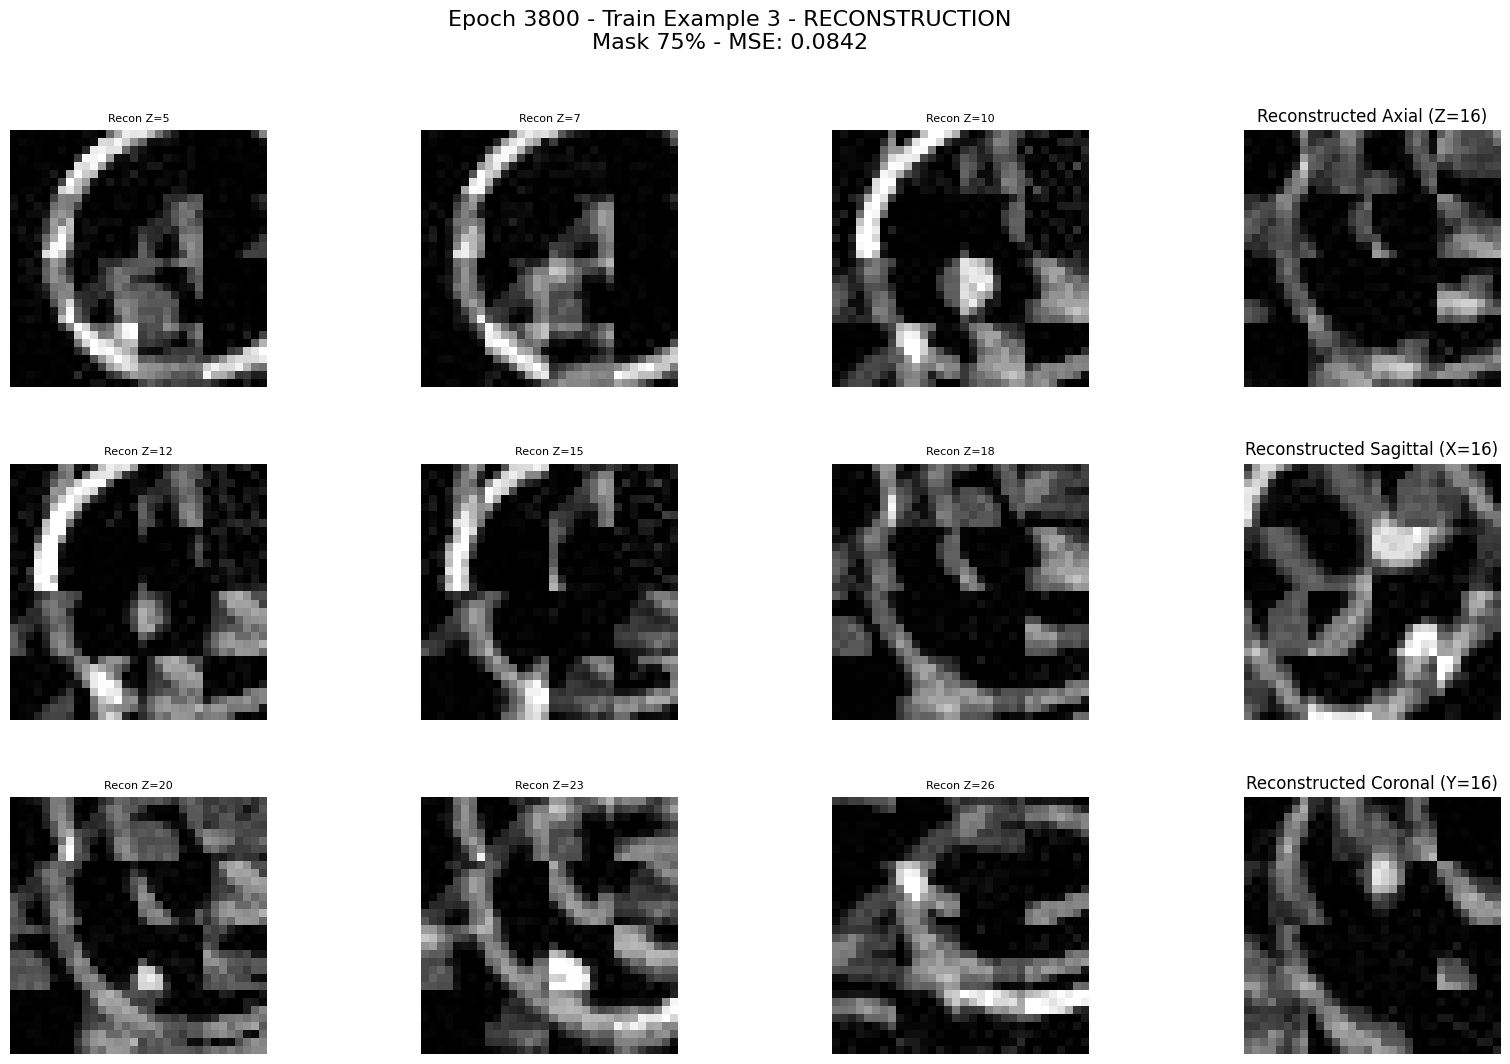 Epoch 3800 - Train Example 3 - RECONSTRUCTION
Mask 75% - MSE: 0.0842
Recon Z=5
Recon Z=7
Recon Z=10
Reconstructed Axial (Z=16)
Recon Z=12
Recon Z=15
Recon Z=18
Reconstructed Sagittal (X=16)
Recon Z=20
Recon Z=23
Recon Z=26
Reconstructed Coronal (Y=16)